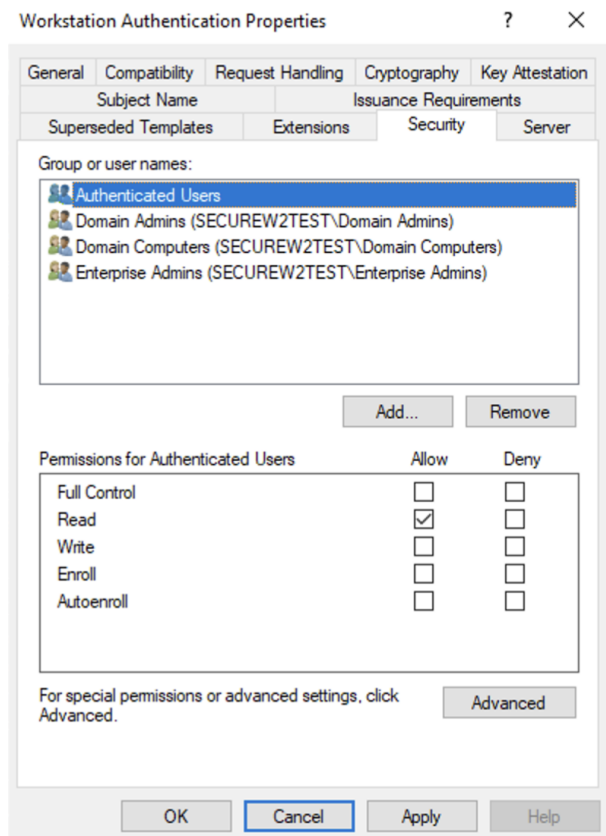 Workstation Authentication Properties ? ×
General Compatibility Request Handling Cryptography Key Attestation
Subject Name Issuance Requirements
Superseded Templates Extensions Security Server
Group or user names:
Authenticated Users
Domain Admins (SECUREW2TEST\Domain Admins)
Domain Computers (SECUREW2TEST\Domain Computers)
Enterprise Admins (SECUREW2TEST\Enterprise Admins)
Add... Remove
Permissions for Authenticated Users Allow Deny
Full Control
Read
Write
Enroll
Autoenroll
For special permissions or advanced settings, click
Advanced.
Advanced
OK Cancel Apply Help